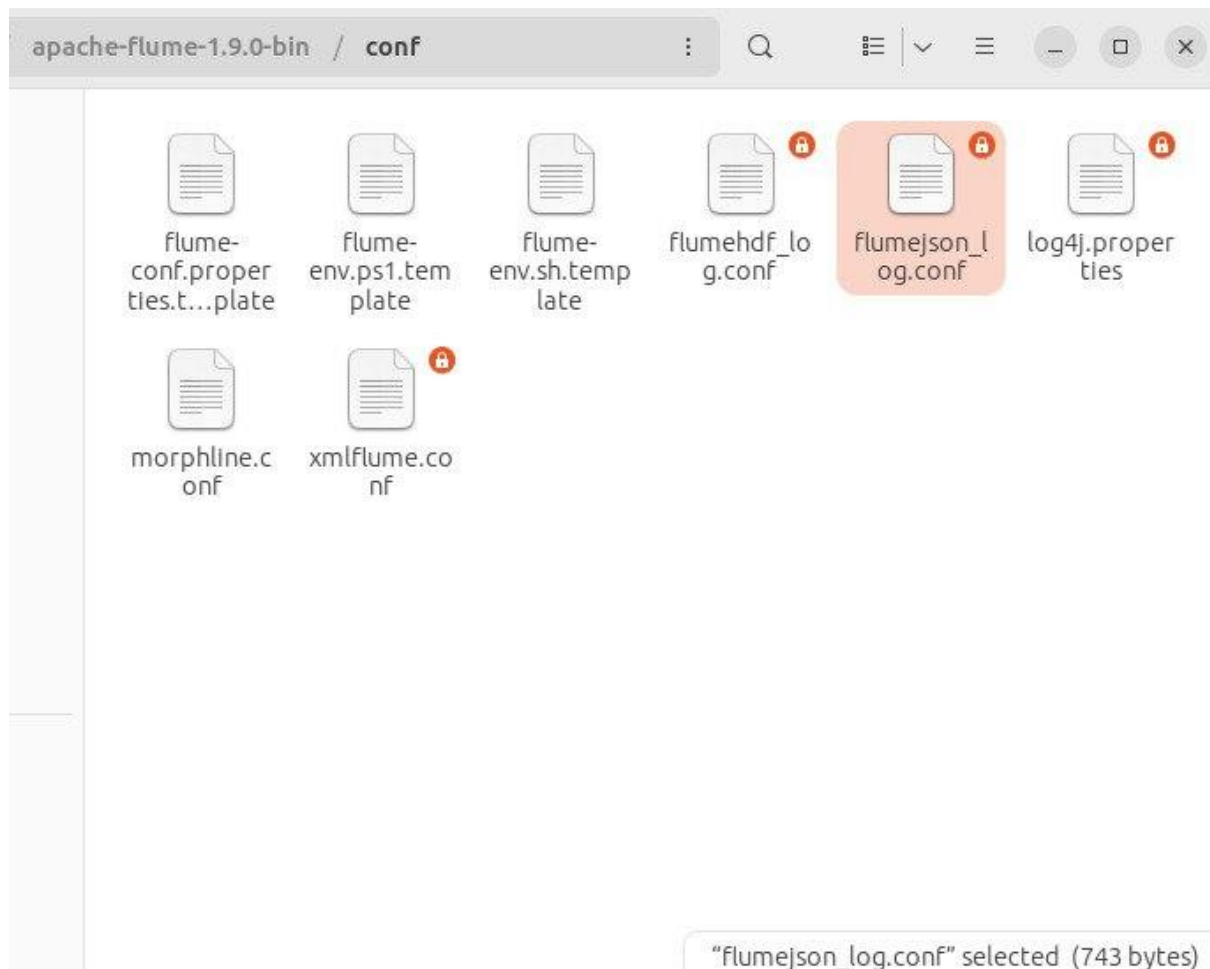 apache-flume-1.9.0-bin / conf
flume-
conf.proper
ties.t...plate
flume-
env.ps1.tem
plate
flume-
env.sh.temp
late
flumehdf_lo
g.conf
flumejson_l
og.conf
log4j.proper
ties
morphline.c
onf
xmlflume.co
nf
"flumejson_log.conf" selected (743 bytes)